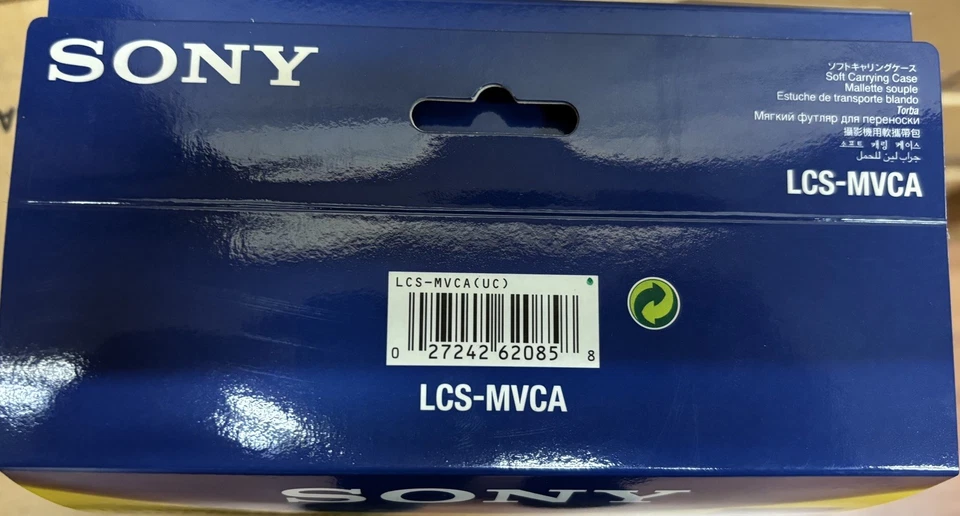 SONY
ソフトキャリングケース
Soft Carrying Case
Mallette souple
Estuche de transporte blando
Torba
Мягкий футляр для переноски
攝影機用軟攜帶包
소프트 캐링 케이스
جراب لين للحمل
LCS-MVCA
LCS-MVCA(UC)
0 27242 62085 8
LCS-MVCA
SONY